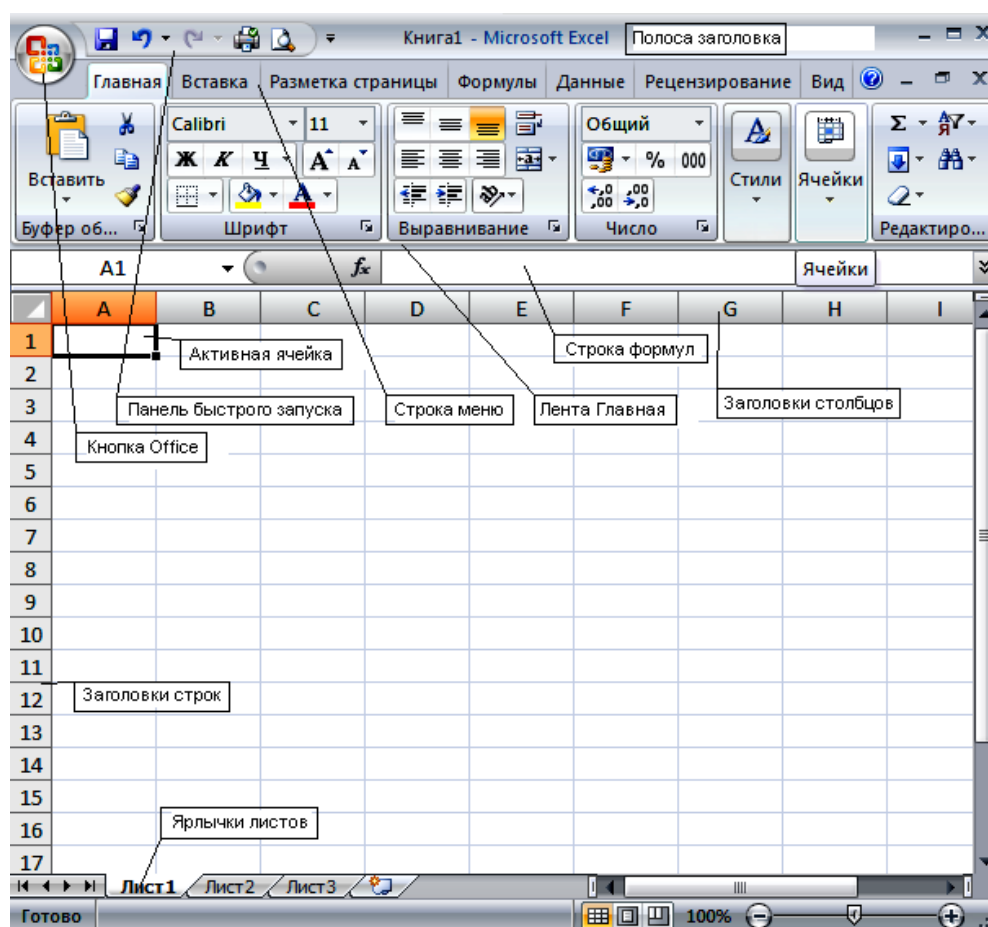 Книга1 - Microsoft Excel Полоса заголовка
Главная Вставка Разметка страницы Формулы Данные Рецензирование Вид
Calibri 11 Общий
Ж К Ч % 000
Вставить Стили Ячейки
Буфер об... Шрифт Выравнивание Число Редактиро...
A1 fx Ячейки
A B C D E F G H I
1
Активная ячейка Строка формул
2
3 Панель быстрого запуска Строка меню Лента Главная Заголовки столбцов
4 Кнопка Office
5
6
7
8
9
10
11
12 Заголовки строк
13
14
15
16 Ярлычки листов
17
Лист1 Лист2 Лист3
Готово 100%